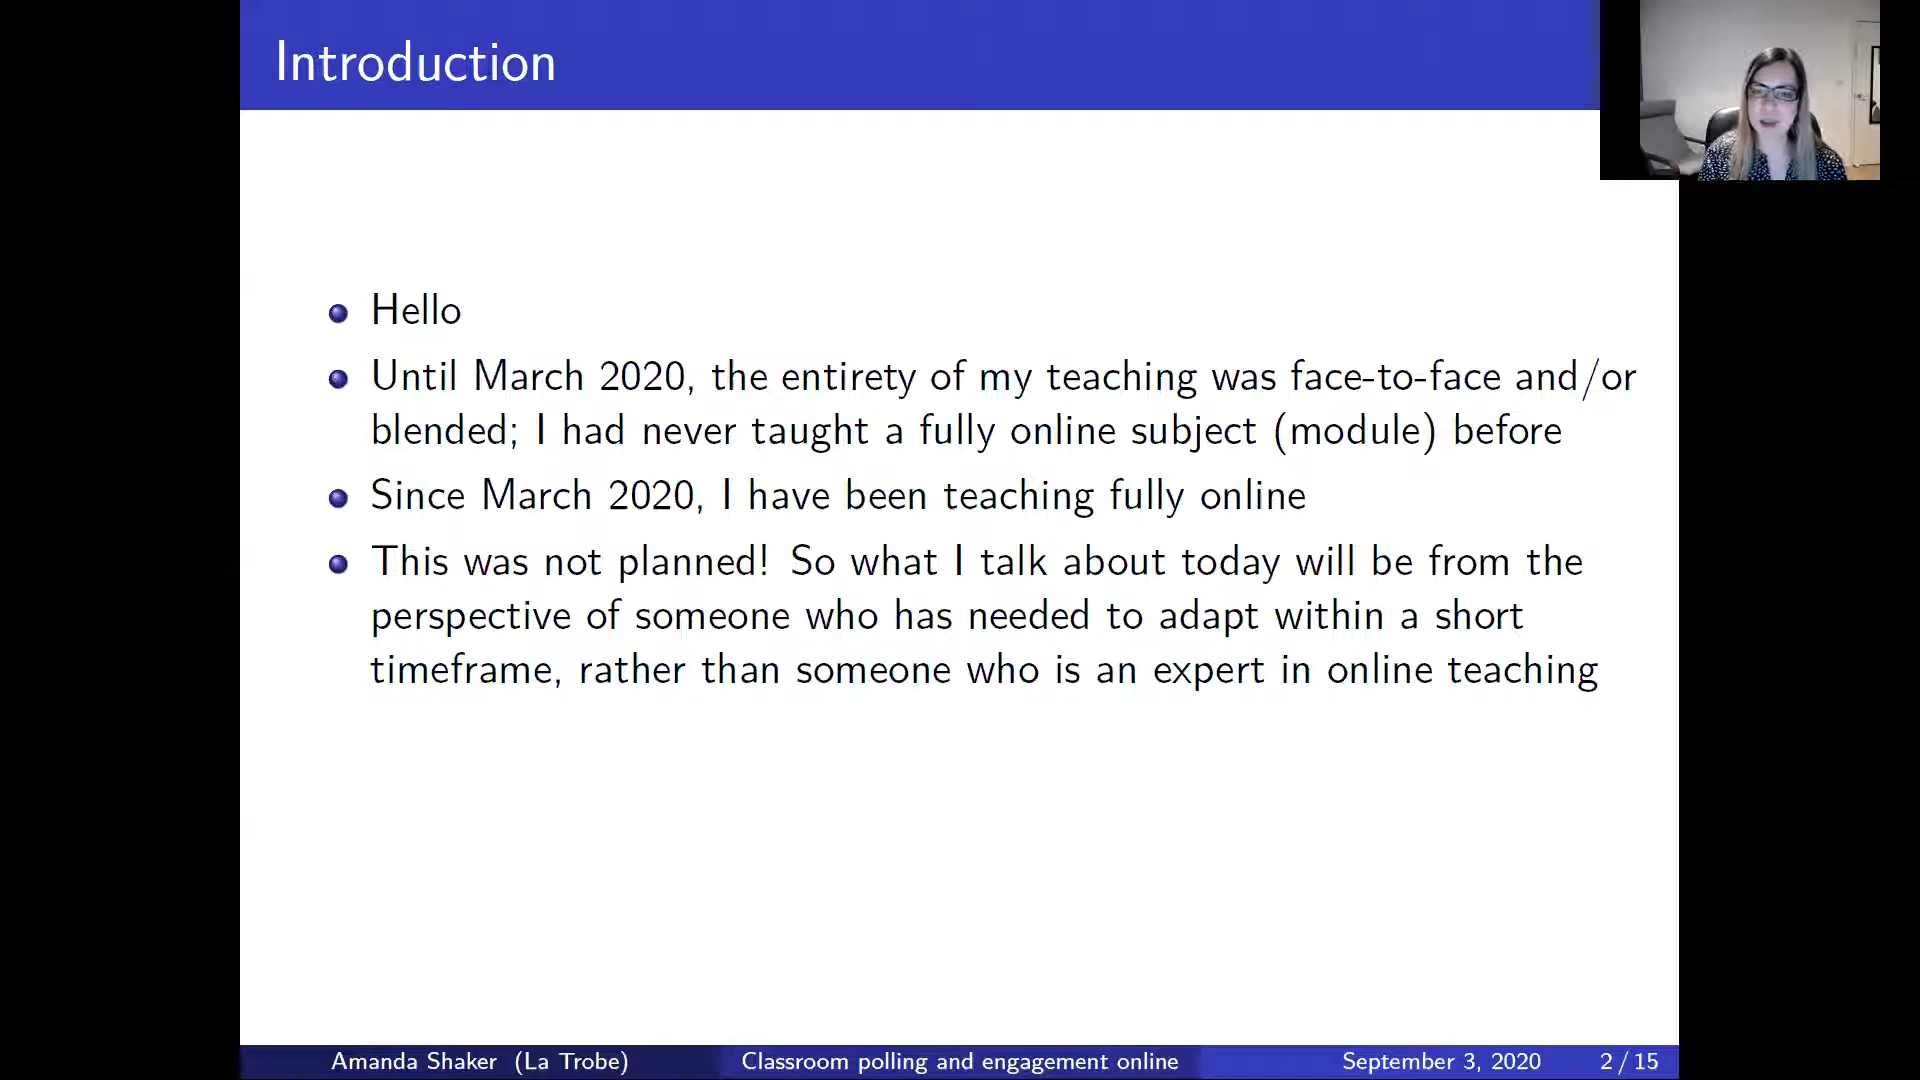 Introduction
Hello
Until March 2020, the entirety of my teaching was face-to-face and/or
blended; I had never taught a fully online subject (module) before
Since March 2020, I have been teaching fully online
This was not planned! So what I talk about today will be from the
perspective of someone who has needed to adapt within a short
timeframe, rather than someone who is an expert in online teaching
Amanda Shaker (La Trobe) Classroom polling and engagement online September 3, 2020 2 / 15